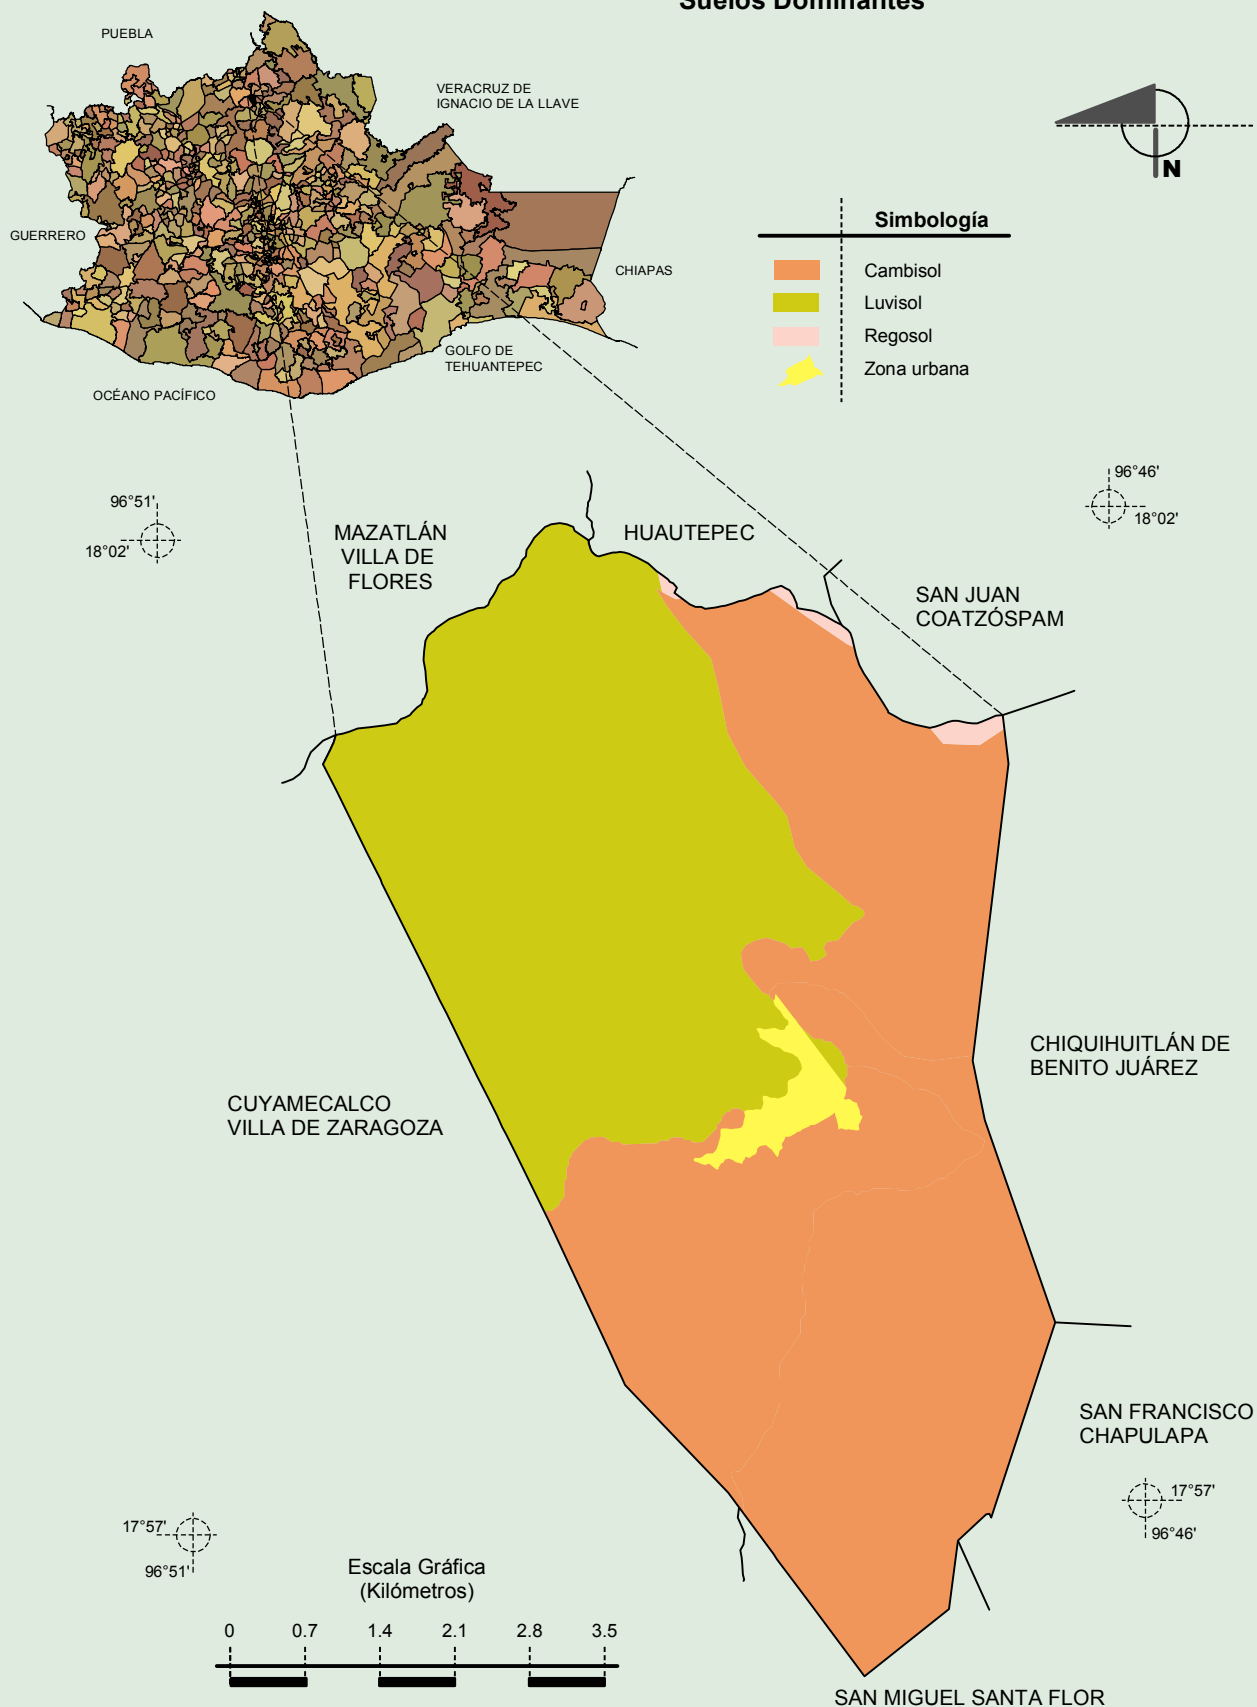 Suelos Dominantes
PUEBLA
VERACRUZ DE
IGNACIO DE LA LLAVE
N
GUERRERO
CHIAPAS
GOLFO DE
TEHUANTEPEC
OCÉANO PACÍFICO
Simbología
Cambisol
Luvisol
Regosol
Zona urbana
96°51'
18°02'
96°46'
18°02'
MAZATLÁN
VILLA DE
FLORES
HUAUTEPEC
SAN JUAN
COATZÓSPAM
CHIQUIHUITLÁN DE
BENITO JUÁREZ
CUYAMECALCO
VILLA DE ZARAGOZA
SAN FRANCISCO
CHAPULAPA
17°57'
96°51'
17°57'
96°46'
Escala Gráfica
(Kilómetros)
0 0.7 1.4 2.1 2.8 3.5
SAN MIGUEL SANTA FLOR